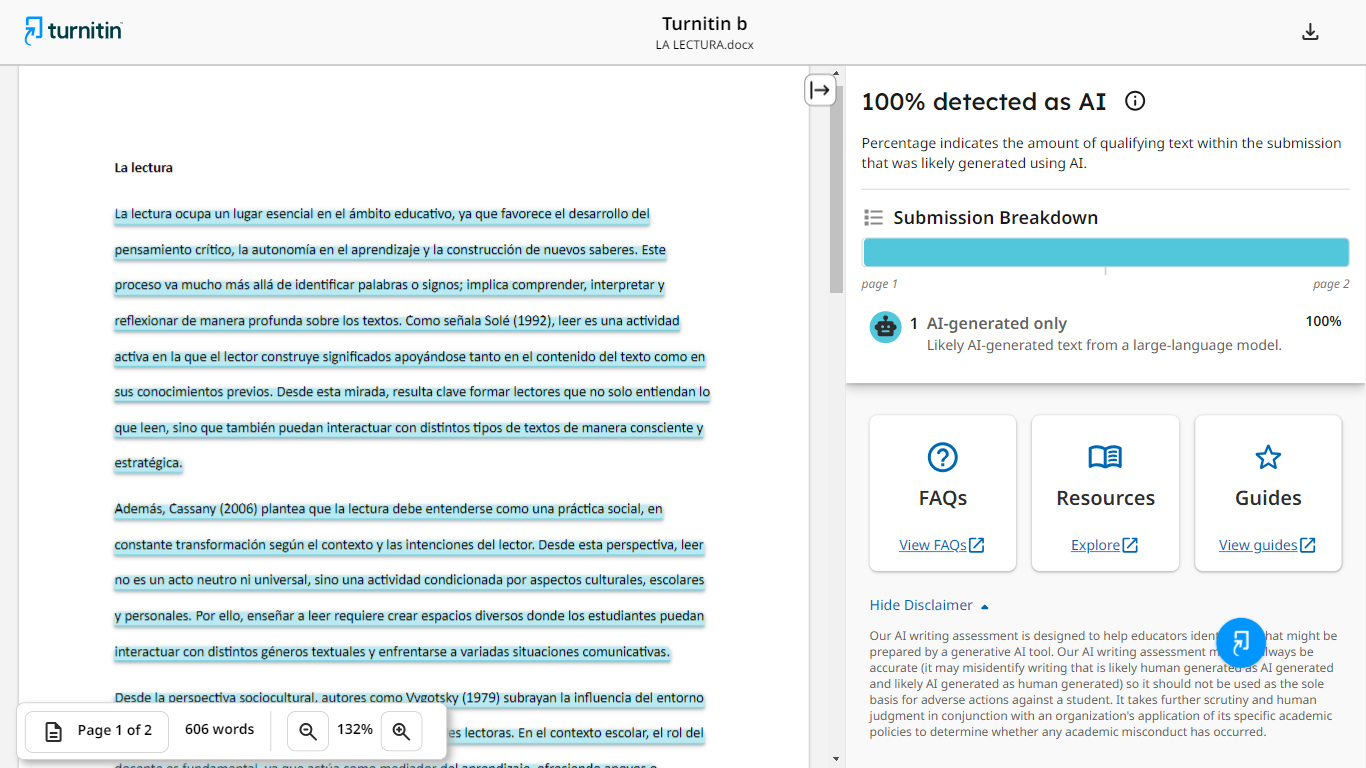 turnitin
Turnitin b
LA LECTURA.docx
La lectura
La lectura ocupa un lugar esencial en el ámbito educativo, ya que favorece el desarrollo del
pensamiento crítico, la autonomía en el aprendizaje y la construcción de nuevos saberes. Este
proceso va mucho más allá de identificar palabras o signos; implica comprender, interpretar y
reflexionar de manera profunda sobre los textos. Como señala Solé (1992), leer es una actividad
activa en la que el lector construye significados apoyándose tanto en el contenido del texto como en
sus conocimientos previos. Desde esta mirada, resulta clave formar lectores que no solo entiendan lo
que leen, sino que también puedan interactuar con distintos tipos de textos de manera consciente y
estratégica.
Además, Cassany (2006) plantea que la lectura debe entenderse como una práctica social, en
constante transformación según el contexto y las intenciones del lector. Desde esta perspectiva, leer
no es un acto neutro ni universal, sino una actividad condicionada por aspectos culturales, escolares
y personales. Por ello, enseñar a leer requiere crear espacios diversos donde los estudiantes puedan
interactuar con distintos géneros textuales y enfrentarse a variadas situaciones comunicativas.
Desde la perspectiva sociocultural, autores como Vygotsky (1979) subrayan la influencia del entorno
es lectoras. En el contexto escolar, el rol del
docente es fundamental, ya que actúa como mediador del aprendizaje, ofreciendo apoyos o
Page 1 of 2
606 words
132%
100% detected as AI
Percentage indicates the amount of qualifying text within the submission
that was likely generated using AI.
Submission Breakdown
page 1
page 2
1 AI-generated only
100%
Likely AI-generated text from a large-language model.
FAQs
View FAQs
Resources
Explore
Guides
View guides
Hide Disclaimer
Our AI writing assessment is designed to help educators iden hat might be
prepared by a generative AI tool. Our AI writing assessment m always be
accurate (it may misidentify writing that is likely human generated as AI generated
and likely AI generated as human generated) so it should not be used as the sole
basis for adverse actions against a student. It takes further scrutiny and human
judgment in conjunction with an organization's application of its specific academic
policies to determine whether any academic misconduct has occurred.